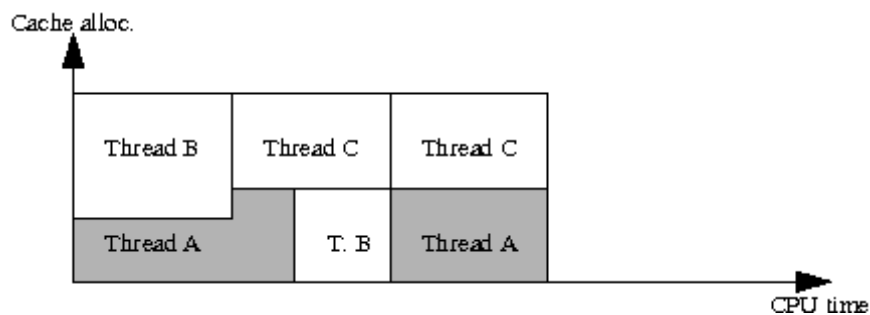 Cache alloc.
Thread B
Thread C
Thread C
Thread A
T. B
Thread A
CPU time